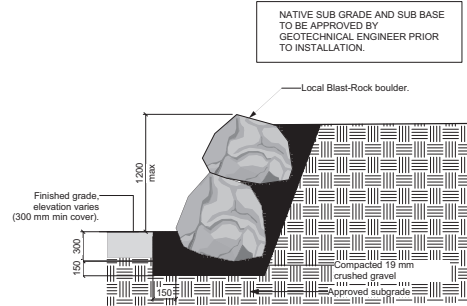 NATIVE SUB GRADE AND SUB BASE
TO BE APPROVED BY
GEOTECHNICAL ENGINEER PRIOR
TO INSTALLATION.
Local Blast-Rock boulder.
1200
max
Finished grade,
elevation varies
(300 mm min cover).
300
150
150
Compacted 19 mm
crushed gravel
Approved subgrade